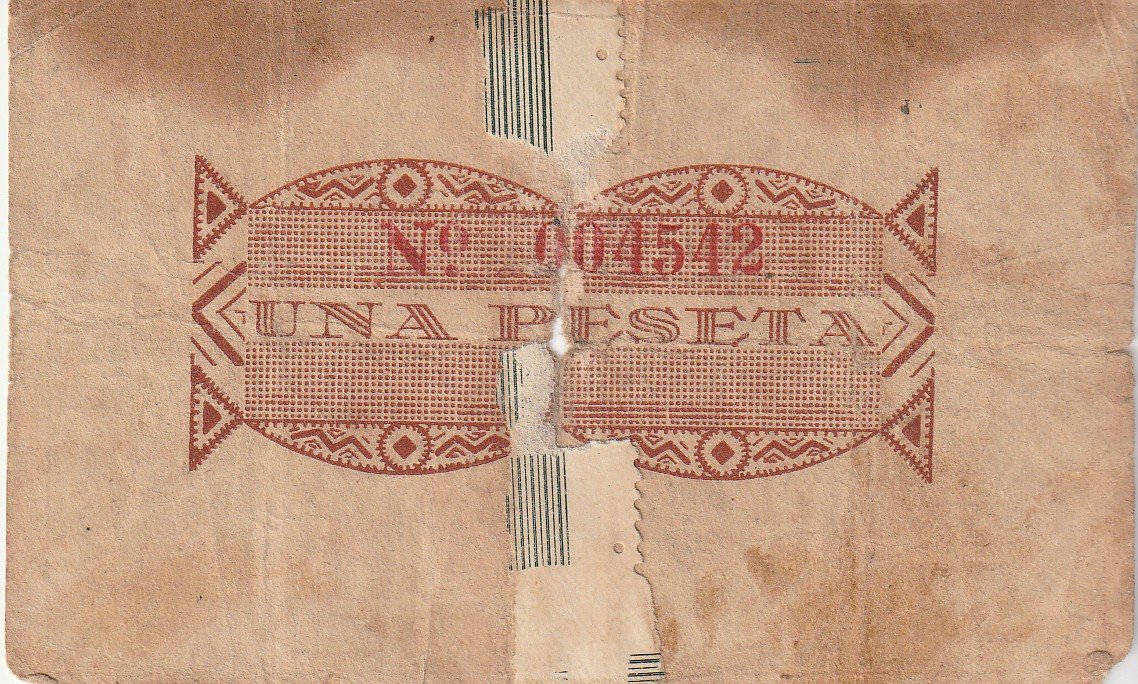 Nº 004542
UNA PESETA